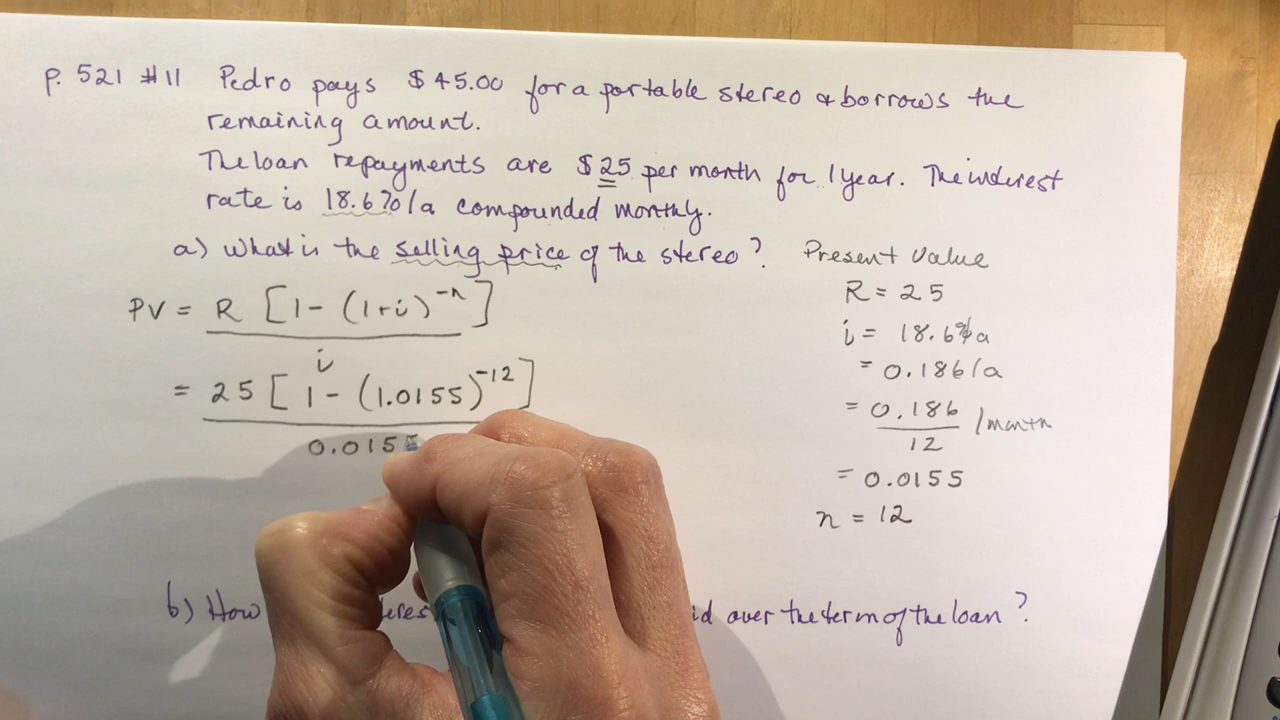 p. 521 #11 Pedro pays $45.00 for a portable stereo & borrows the
remaining amount.
The loan repayments are $25 per month for 1 year. The interest
rate is 18.6%/a compounded monthly.
a) What is the selling price of the stereo?
PV = R [1 - (1+i)^-n]
i
= 25 [1 - (1.0155)^-12]
0.0155
Present Value
R = 25
i = 18.6%/a
= 0.186/a
= 0.186 /month
12
= 0.0155
n = 12
b) How over the term of the loan?